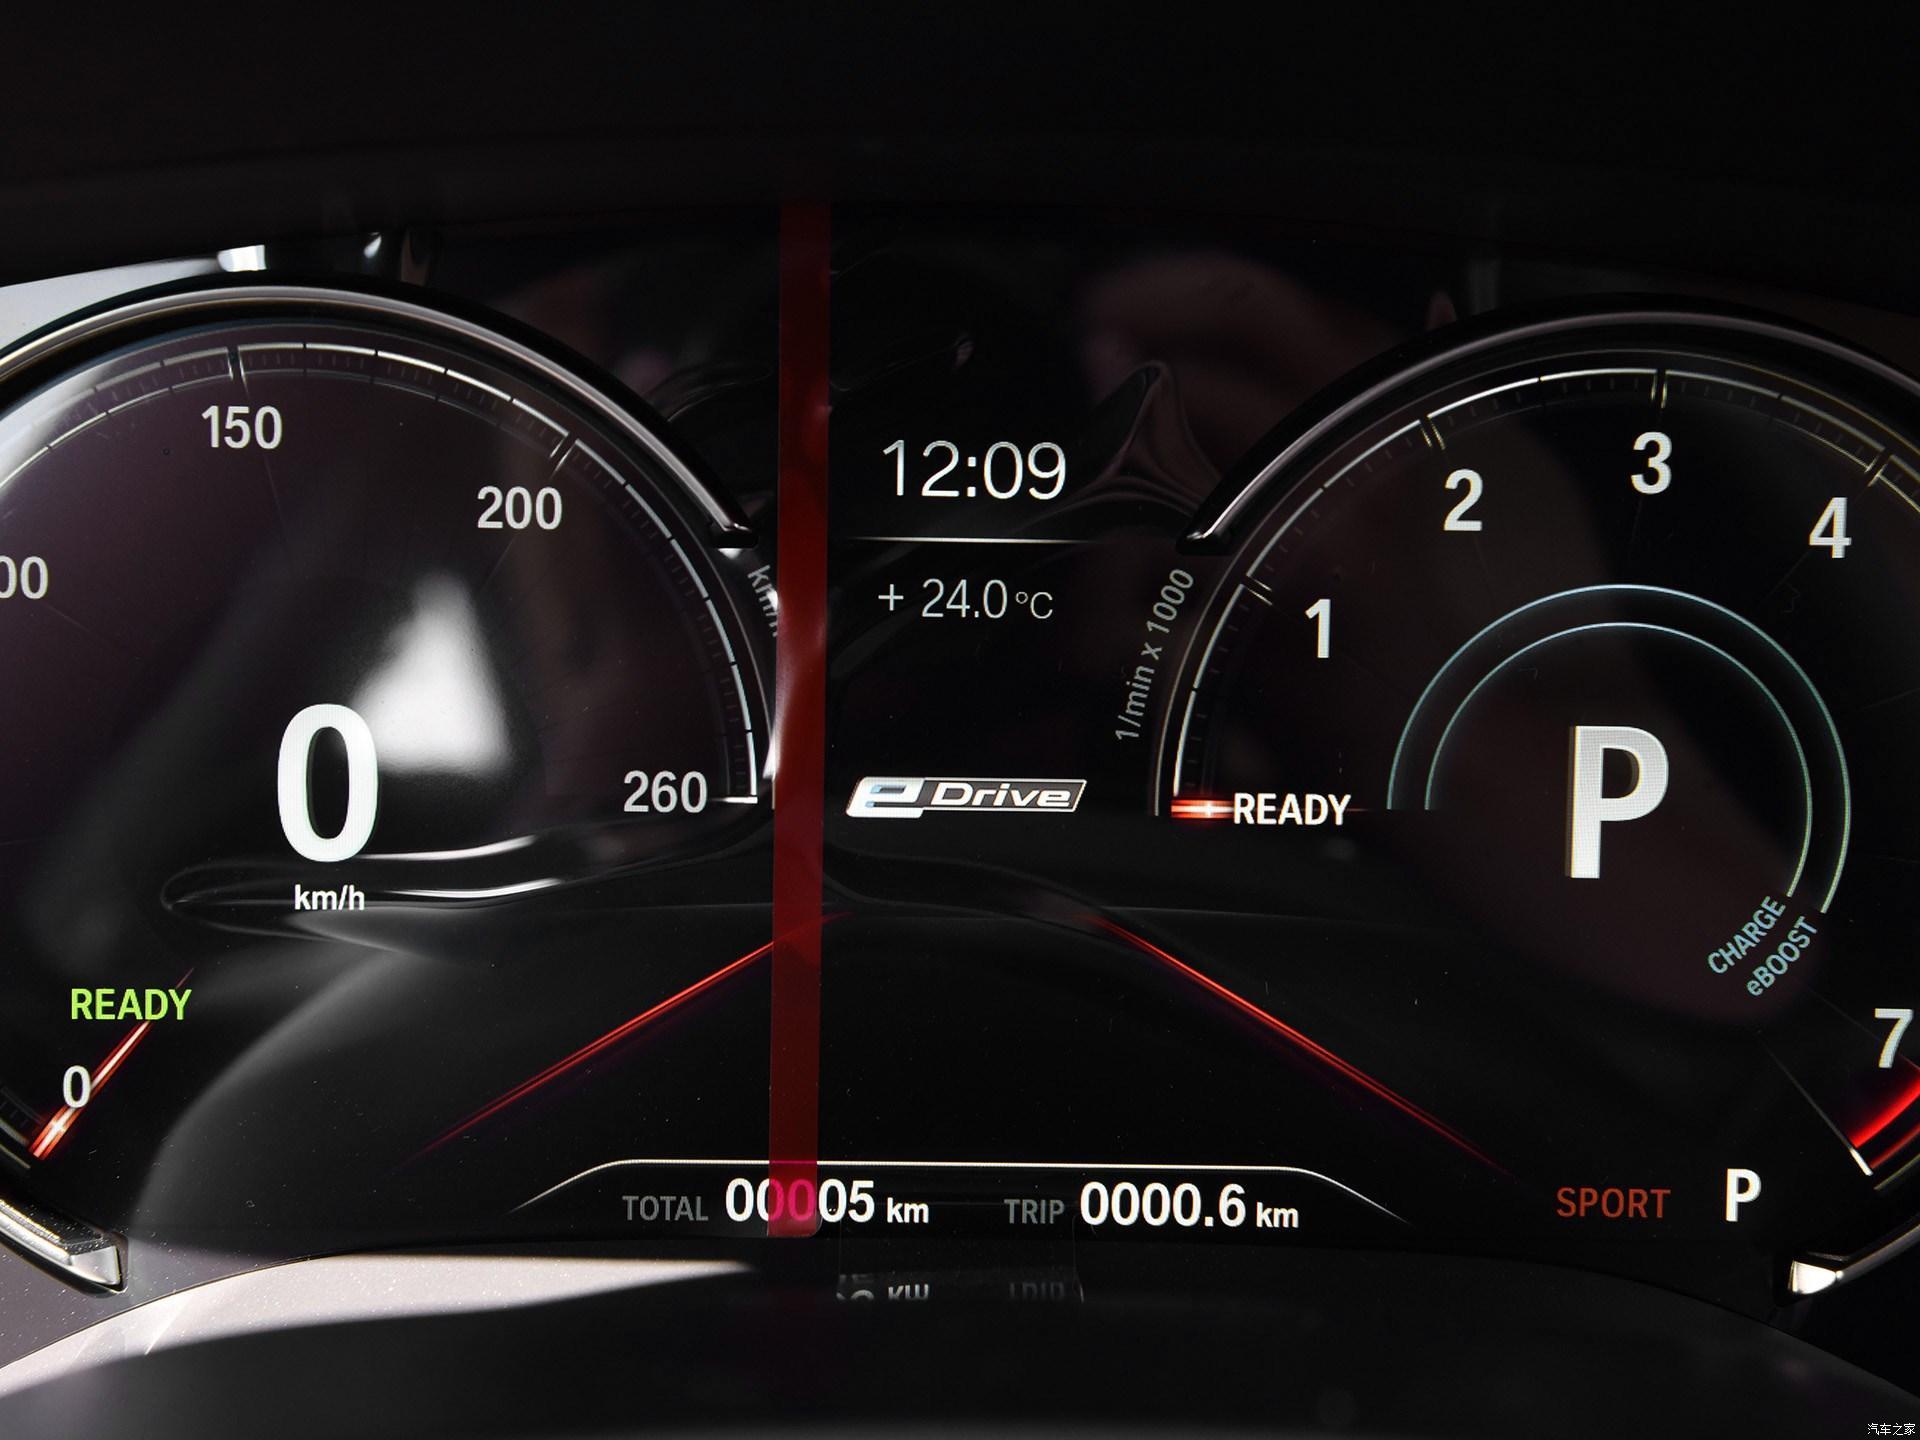 150
200
00
260
km/h
0
km/h
READY
0
12:09
+ 24.0°C
eDrive
1/min x 1000
1
2
3
4
7
READY
P
CHARGE
eBOOST
TOTAL 00005 km
TRIP 0000.6 km
SPORT P
汽车之家